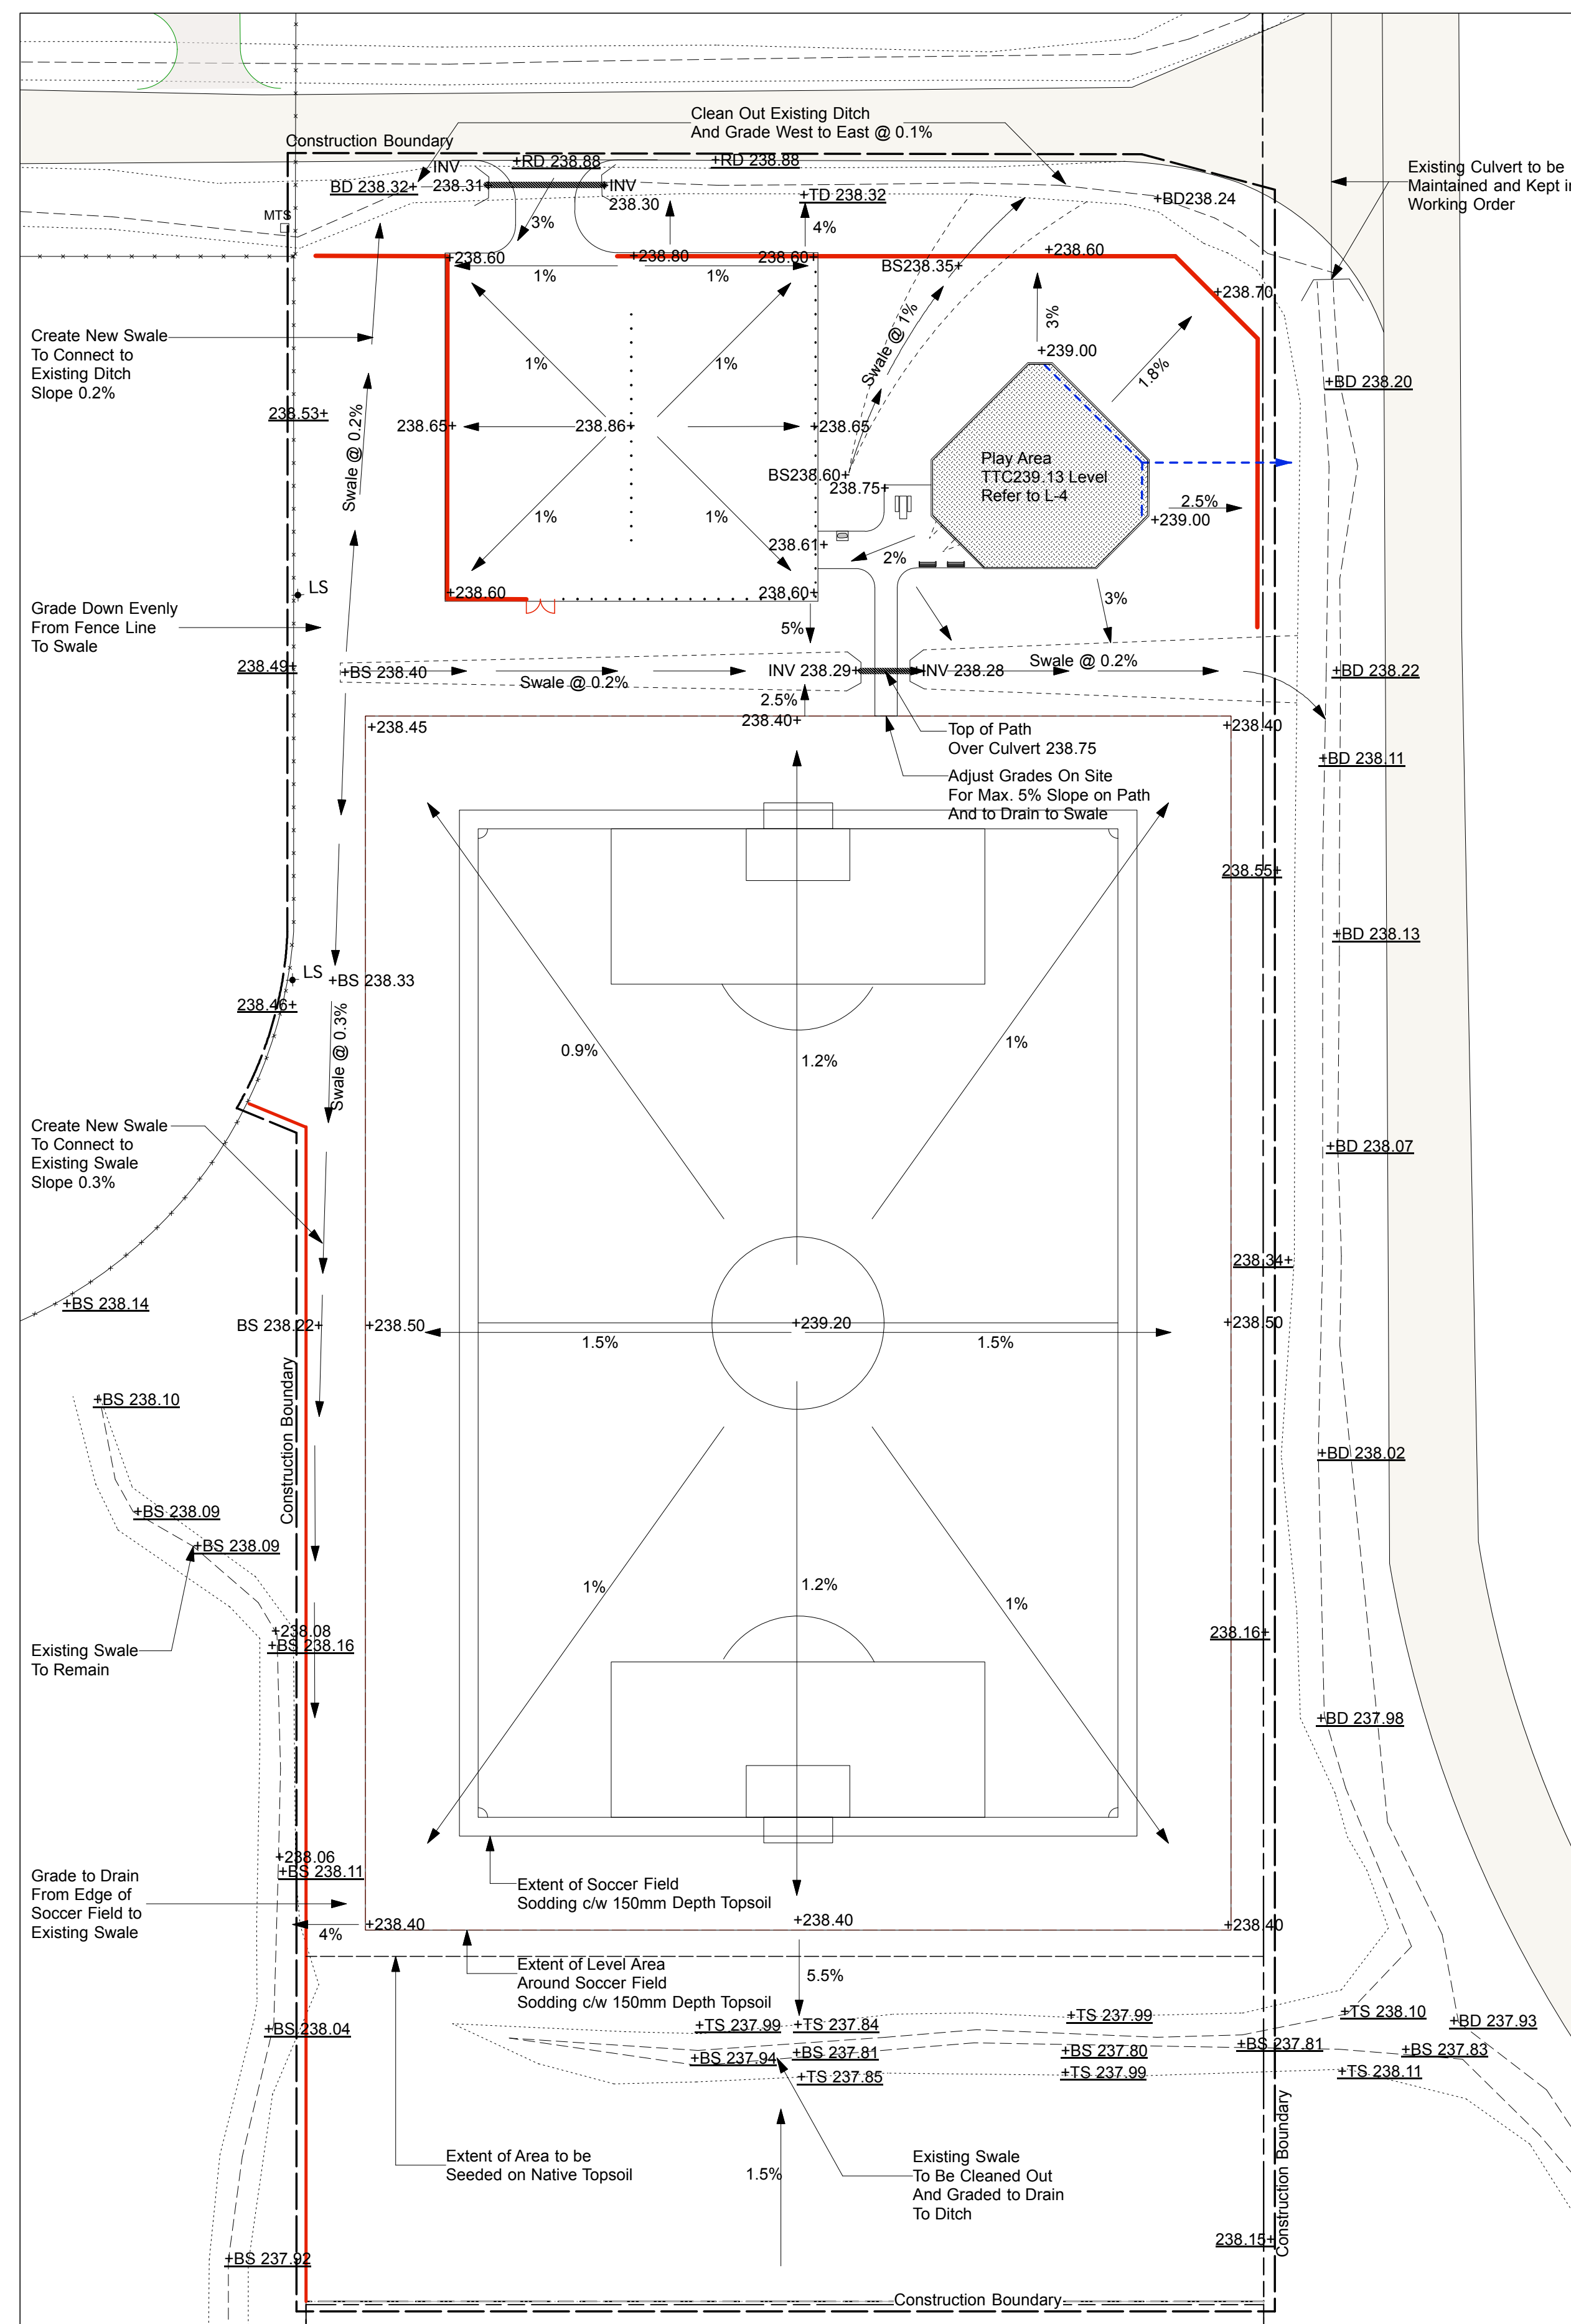 Clean Out Existing Ditch
And Grade West to East @ 0.1%
Construction Boundary
Existing Culvert to be
Maintained and Kept in
Working Order
INV
+RD 238.88
+RD 238.88
BD 238.32+
238.31+
INV
238.30
+TD 238.32
+BD238.24
MTS
3%
4%
+238.60
+238.80
238.60+
+238.60
BS238.35+
1%
1%
+238.70
3%
Create New Swale
To Connect to
Existing Ditch
Slope 0.2%
Swale @ 1%
+239.00
1%
1%
1.8%
+BD 238.20
238.53+
Swale @ 0.2%
238.65+
238.86+
+238.65
Play Area
TTC239.13 Level
Refer to L-4
BS238.60+
238.75+
2.5%
1%
1%
+239.00
238.61+
2%
LS
+238.60
238.60+
3%
Grade Down Evenly
From Fence Line
To Swale
5%
238.49+
+BS 238.40
Swale @ 0.2%
INV 238.29+
+INV 238.28
Swale @ 0.2%
+BD 238.22
2.5%
+238.45
238.40+
+238.40
Top of Path
Over Culvert 238.75
+BD 238.11
Adjust Grades On Site
For Max. 5% Slope on Path
And to Drain to Swale
238.55+
+BD 238.13
LS
+BS 238.33
238.46+
Swale @ 0.3%
0.9%
1.2%
1%
Create New Swale
To Connect to
Existing Swale
Slope 0.3%
+BD 238.07
238.34+
+BS 238.14
BS 238.22+
+238.50
+239.20
+238.50
1.5%
1.5%
Construction Boundary
+BS 238.10
+BD 238.02
+BS 238.09
+BS 238.09
1%
1.2%
1%
+238.08
+BS 238.16
238.16+
Existing Swale
To Remain
+BD 237.98
+238.06
+BS 238.11
Grade to Drain
From Edge of
Soccer Field to
Existing Swale
Extent of Soccer Field
Sodding c/w 150mm Depth Topsoil
+238.40
+238.40
+238.40
4%
Extent of Level Area
Around Soccer Field
Sodding c/w 150mm Depth Topsoil
5.5%
+BS 238.04
+TS 237.99
+TS 237.84
+TS 237.99
+TS 238.10
+BD 237.93
+BS 237.94
+BS 237.81
+BS 237.80
+BS 237.81
+BS 237.83
+TS 237.85
+TS 237.99
+TS 238.11
Extent of Area to be
Seeded on Native Topsoil
1.5%
Existing Swale
To Be Cleaned Out
And Graded to Drain
To Ditch
Construction Boundary
238.15+
+BS 237.92
Construction Boundary